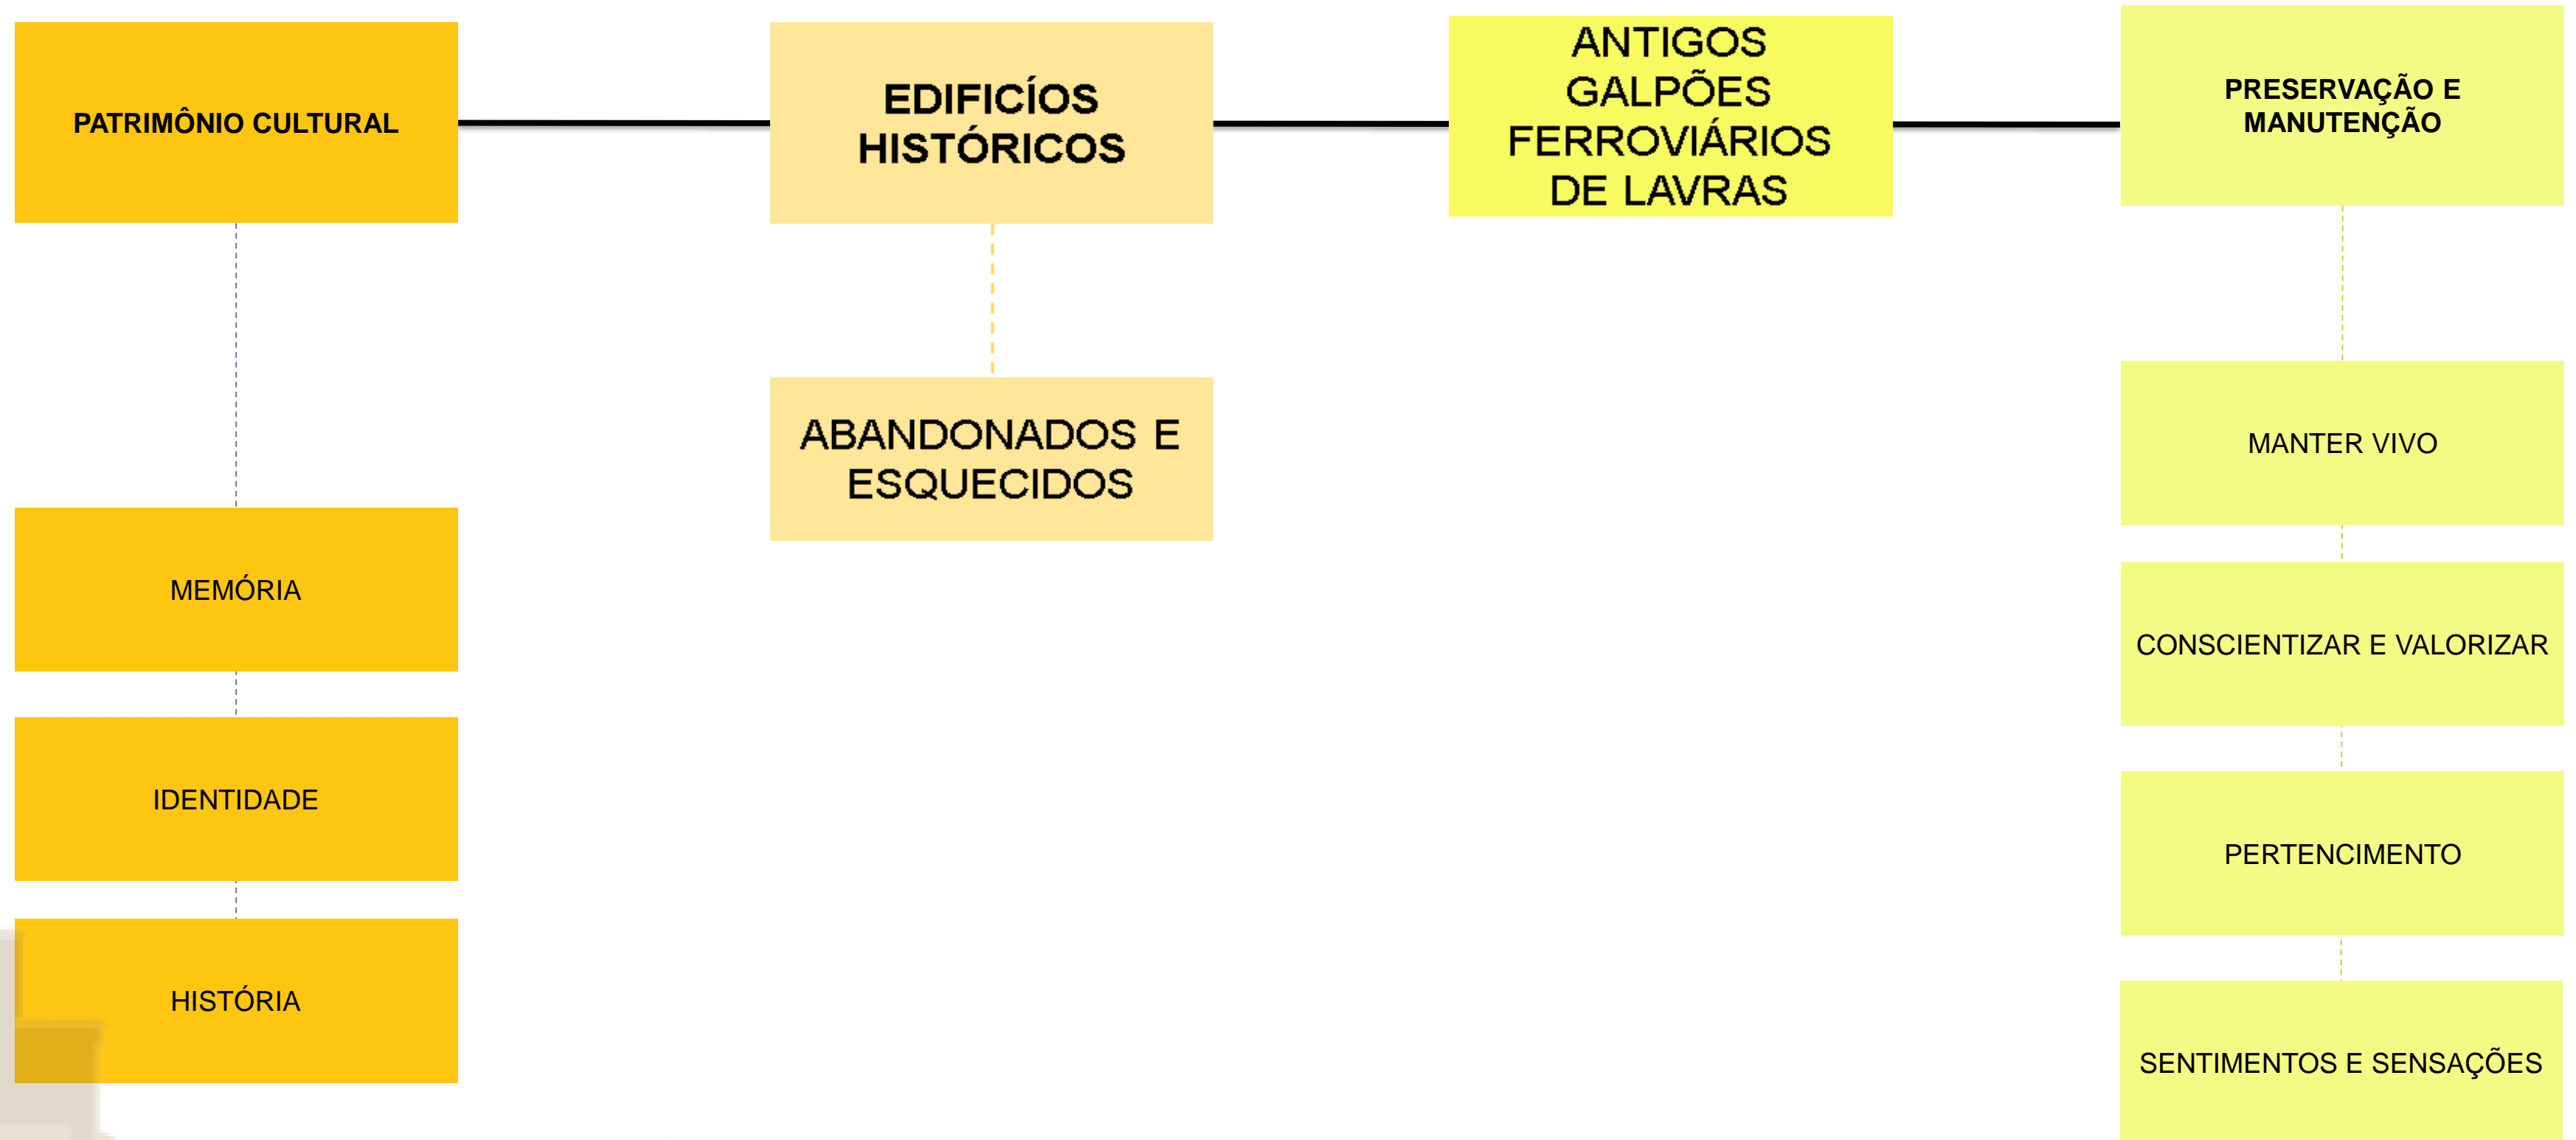 PATRIMÔNIO CULTURAL
EDIFICÍOS
HISTÓRICOS
ANTIGOS
GALPÕES
FERROVIÁRIOS
DE LAVRAS
PRESERVAÇÃO E
MANUTENÇÃO
MEMÓRIA
IDENTIDADE
HISTÓRIA
ABANDONADOS E
ESQUECIDOS
MANTER VIVO
CONSCIENTIZAR E VALORIZAR
PERTENCIMENTO
SENTIMENTOS E SENSAÇÕES